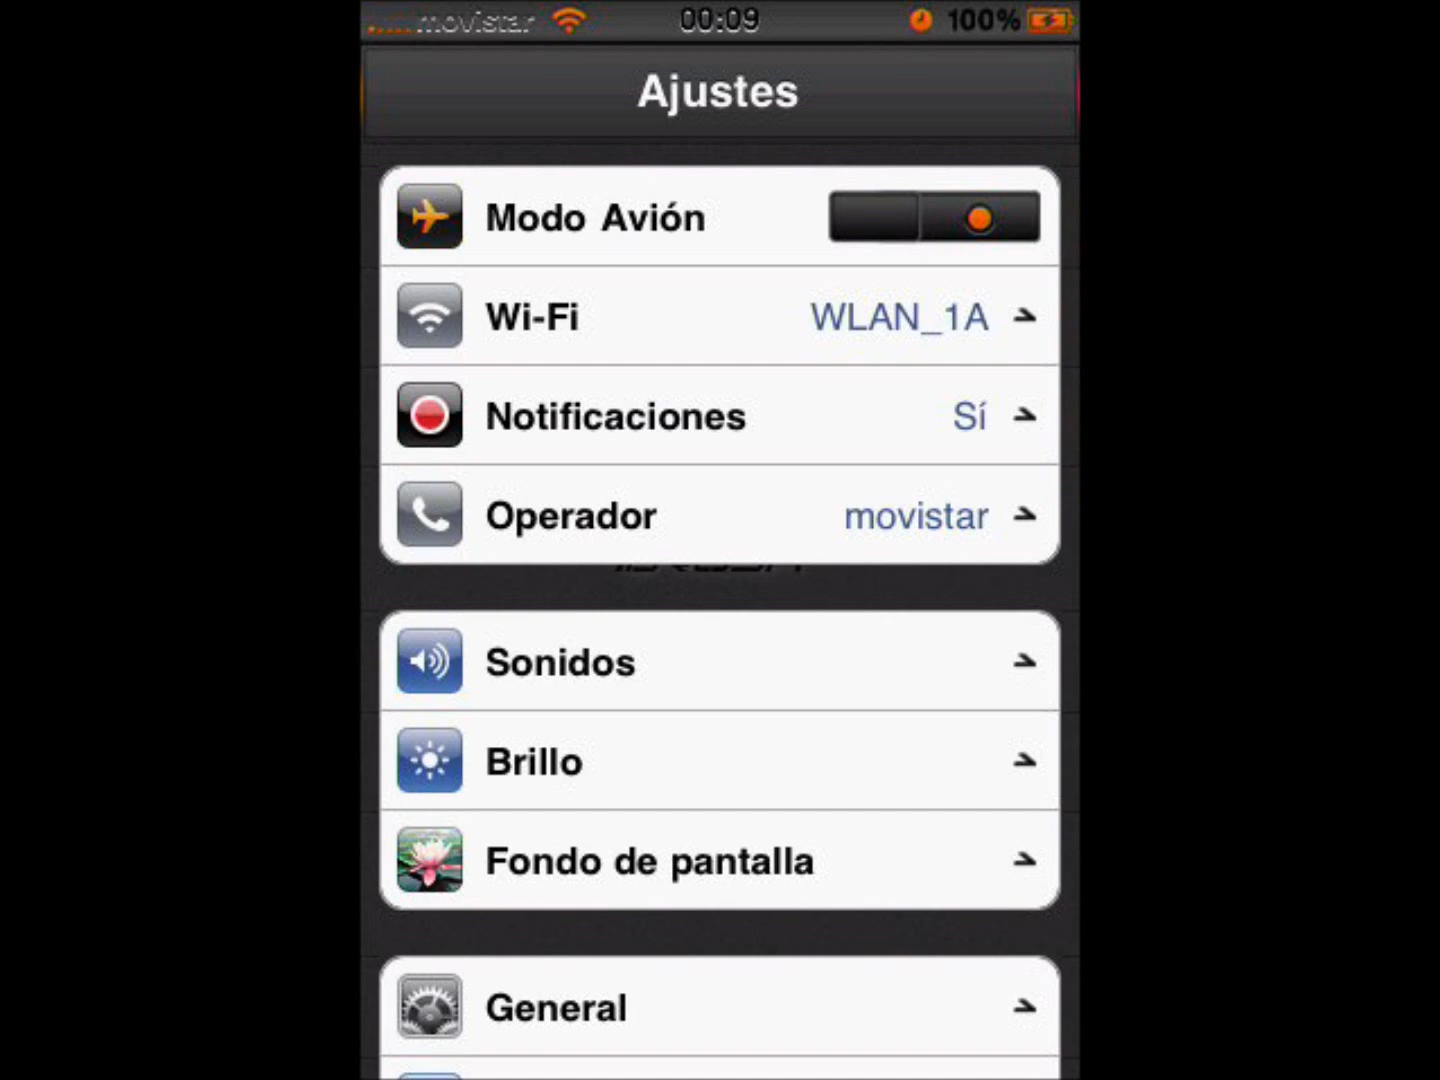 movistar 00:09 100%
Ajustes
Modo Avión
Wi-Fi WLAN_1A
Notificaciones Sí
Operador movistar
Sonidos
Brillo
Fondo de pantalla
General